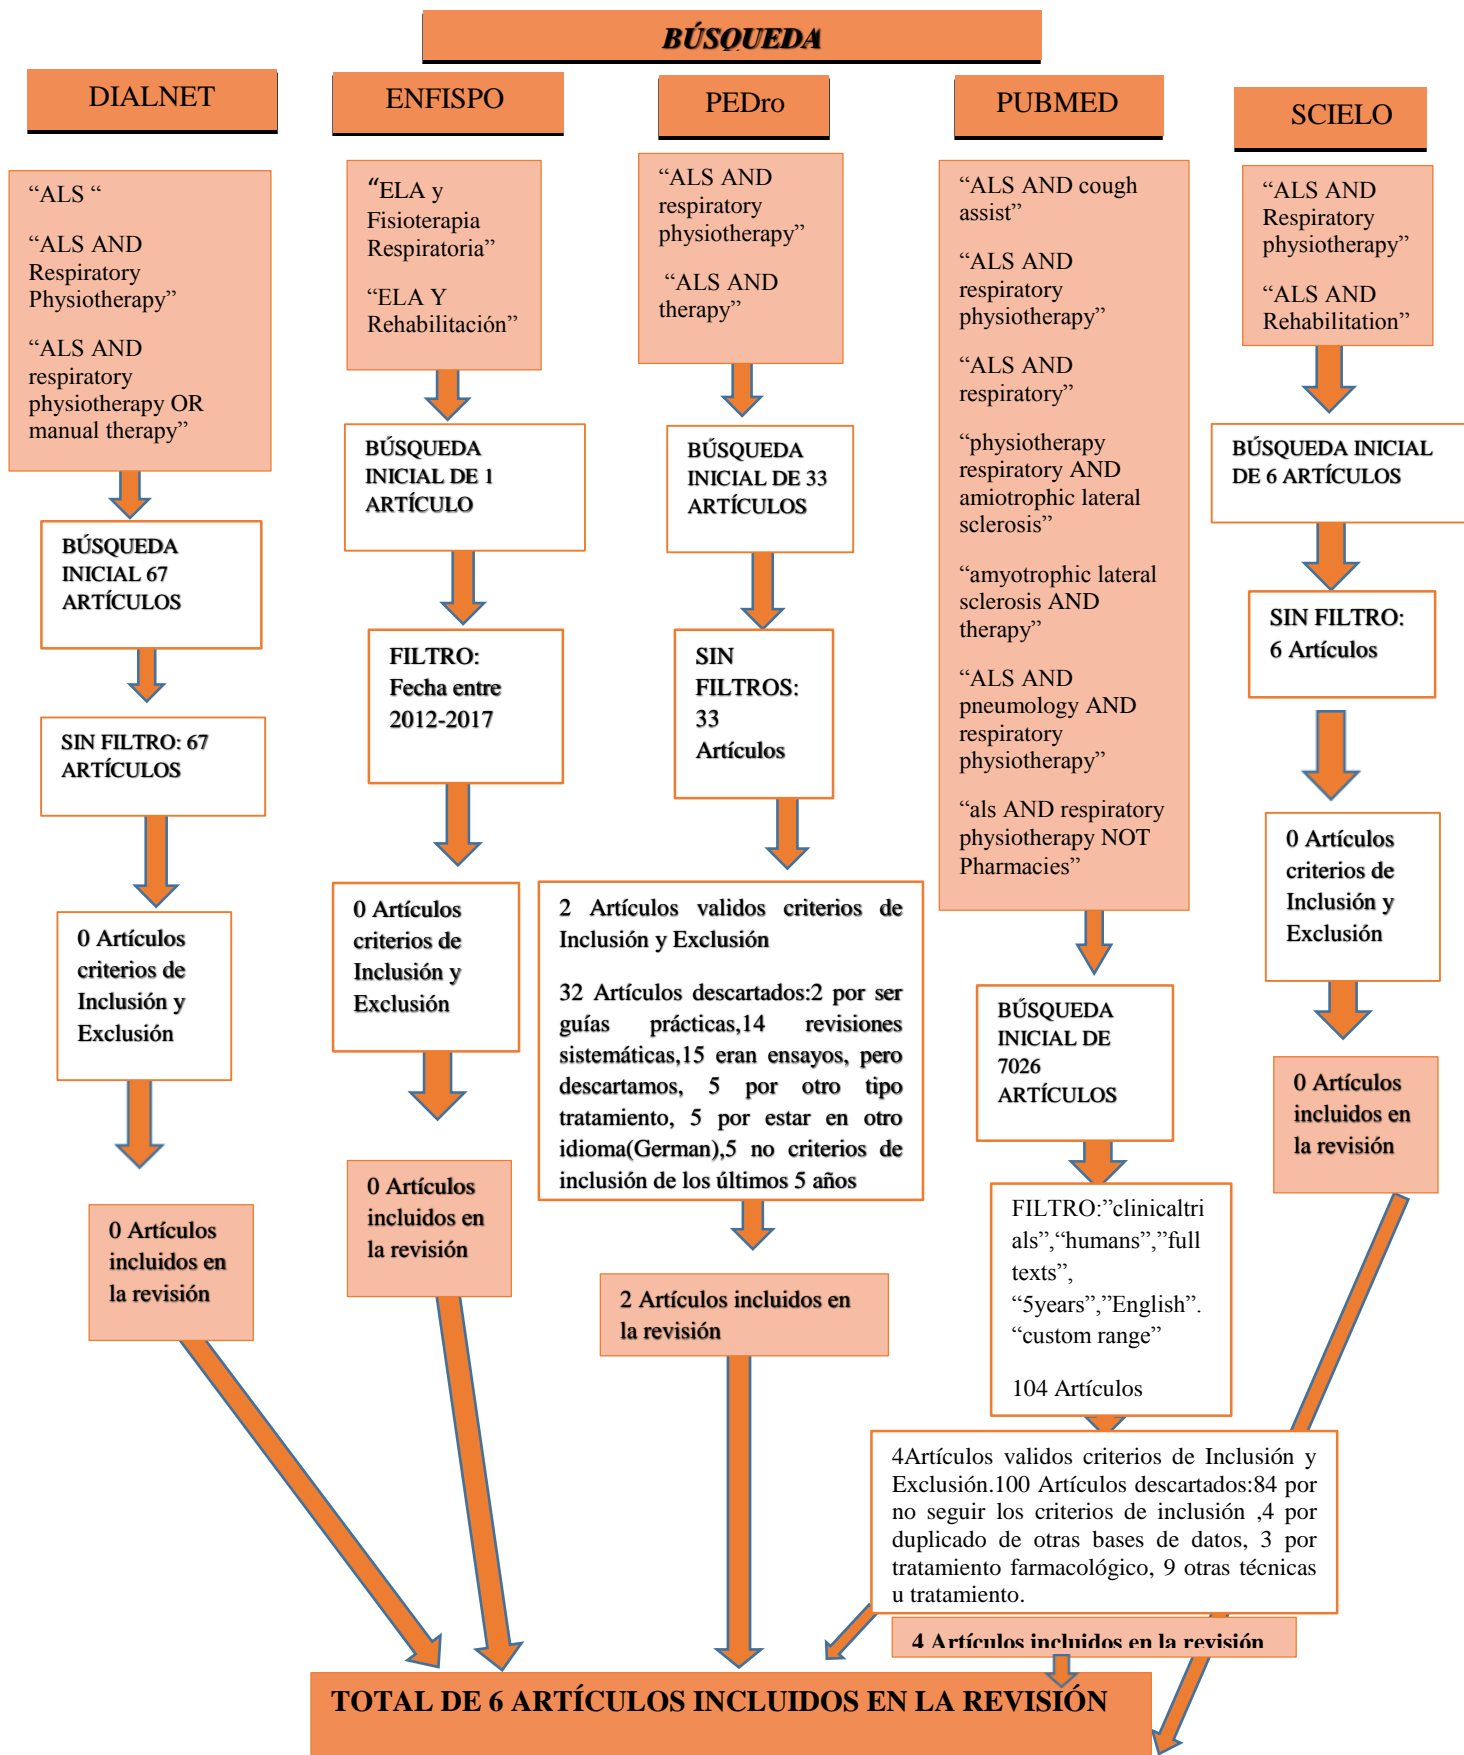 BÚSQUEDA
DIALNET
“ALS “
“ALS AND
Respiratory
Physiotherapy”
“ALS AND
respiratory
physiotherapy OR
manual therapy”
BÚSQUEDA
INICIAL 67
ARTÍCULOS
SIN FILTRO: 67
ARTÍCULOS
0 Artículos
criterios de
Inclusión y
Exclusión
0 Artículos
incluidos en
la revisión
ENFISPO
“ELA y
Fisioterapia
Respiratoria”
“ELA Y
Rehabilitación”
BÚSQUEDA
INICIAL DE 1
ARTÍCULO
FILTRO:
Fecha entre
2012-2017
0 Artículos
criterios de
Inclusión y
Exclusión
0 Artículos
incluidos en
la revisión
PEDro
“ALS AND
respiratory
physiotherapy”
“ALS AND
therapy”
BÚSQUEDA
INICIAL DE 33
ARTÍCULOS
SIN
FILTROS:
33
Artículos
2 Artículos validos criterios de
Inclusión y Exclusión
32 Artículos descartados:2 por ser
guías prácticas,14 revisiones
sistemáticas,15 eran ensayos, pero
descartamos, 5 por otro tipo
tratamiento, 5 por estar en otro
idioma(German),5 no criterios de
inclusión de los últimos 5 años
2 Artículos incluidos en
la revisión
PUBMED
“ALS AND cough
assist”
“ALS AND
respiratory
physiotherapy”
“ALS AND
respiratory”
“physiotherapy
respiratory AND
amiotrophic lateral
sclerosis”
“amyotrophic lateral
sclerosis AND
therapy”
“ALS AND
pneumology AND
respiratory
physiotherapy”
“als AND respiratory
physiotherapy NOT
Pharmacies”
BÚSQUEDA
INICIAL DE
7026
ARTÍCULOS
FILTRO:”clinicaltri
als”,“humans”,”full
texts”,
“5years”,”English”.
“custom range”
104 Artículos
4Artículos validos criterios de Inclusión y
Exclusión.100 Artículos descartados:84 por
no seguir los criterios de inclusión ,4 por
duplicado de otras bases de datos, 3 por
tratamiento farmacológico, 9 otras técnicas
u tratamiento.
4 Artículos incluidos en la revisión
SCIELO
“ALS AND
Respiratory
physiotherapy”
“ALS AND
Rehabilitation”
BÚSQUEDA INICIAL
DE 6 ARTÍCULOS
SIN FILTRO:
6 Artículos
0 Artículos
criterios de
Inclusión y
Exclusión
0 Artículos
incluidos en
la revisión
TOTAL DE 6 ARTÍCULOS INCLUIDOS EN LA REVISIÓN